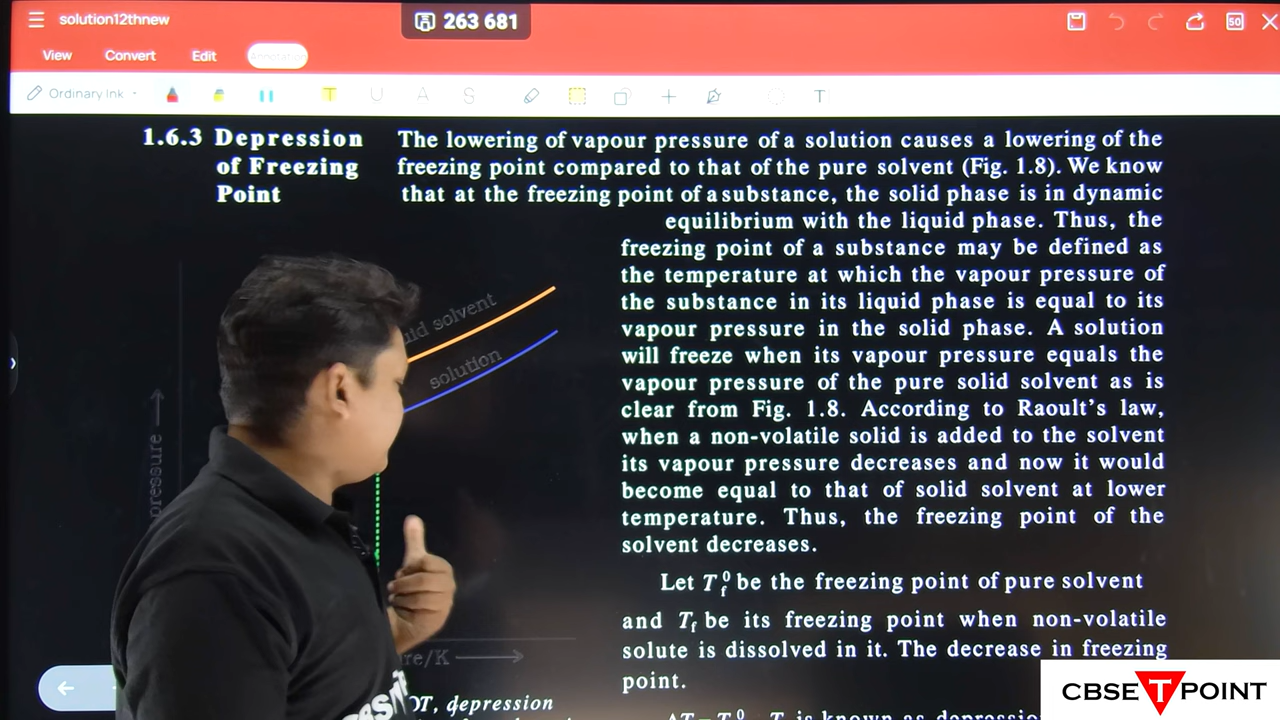 solution12thnew
263 681
50
View Convert Edit Annotation
Ordinary Ink
T U A S T
1.6.3 Depression
of Freezing
Point
The lowering of vapour pressure of a solution causes a lowering of the
freezing point compared to that of the pure solvent (Fig. 1.8). We know
that at the freezing point of a substance, the solid phase is in dynamic
equilibrium with the liquid phase. Thus, the
freezing point of a substance may be defined as
the temperature at which the vapour pressure of
the substance in its liquid phase is equal to its
vapour pressure in the solid phase. A solution
will freeze when its vapour pressure equals the
vapour pressure of the pure solid solvent as is
clear from Fig. 1.8. According to Raoult's law,
when a non-volatile solid is added to the solvent
its vapour pressure decreases and now it would
become equal to that of solid solvent at lower
temperature. Thus, the freezing point of the
solvent decreases.
Let T_f^0 be the freezing point of pure solvent
and T_f be its freezing point when non-volatile
solute is dissolved in it. The decrease in freezing
point.
solvent
solution
pressure
/K
depression
is known as
CBSE T POINT